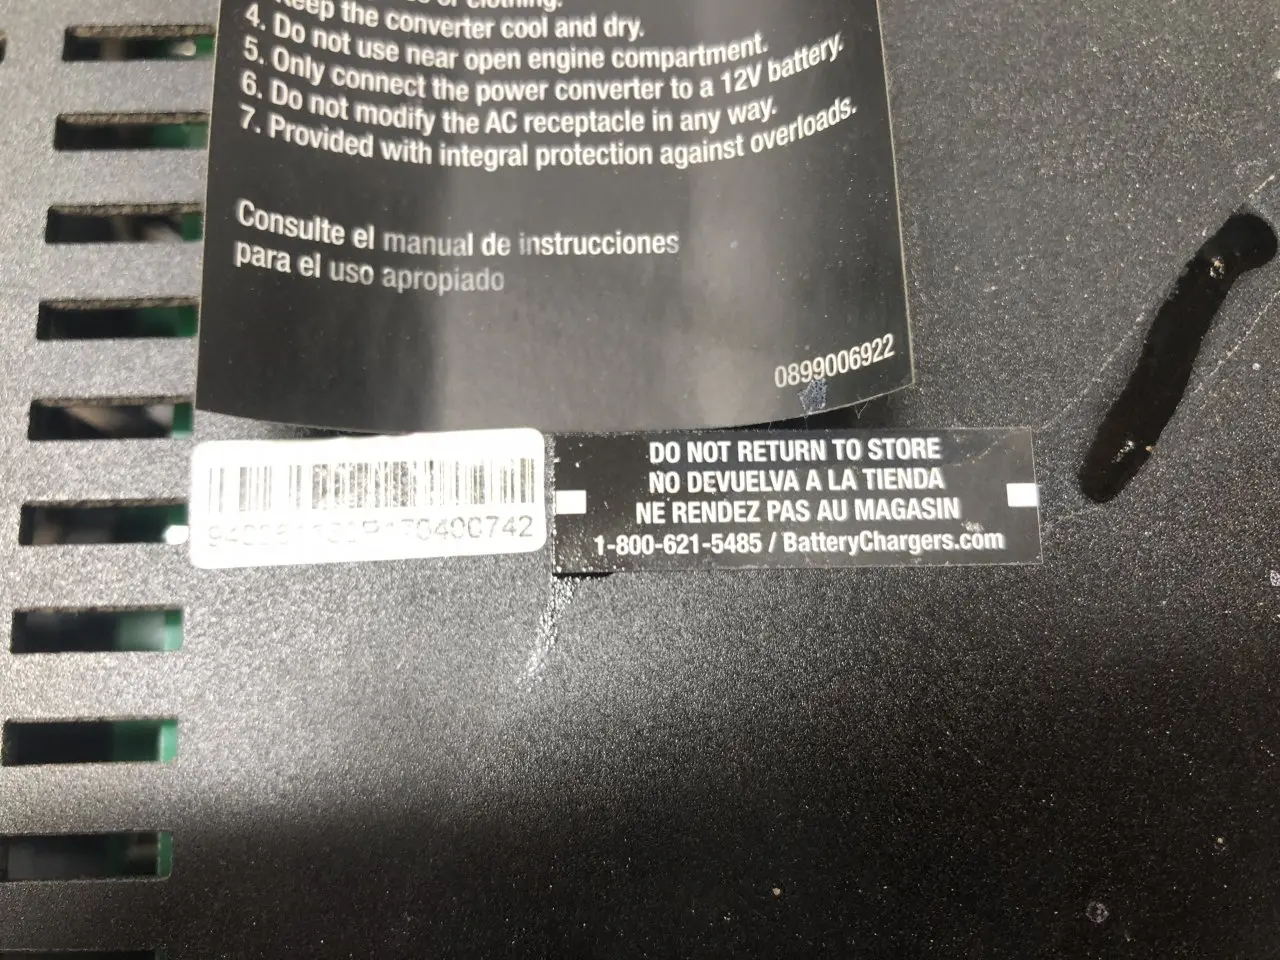 or clothing.
Keep the converter cool and dry.
4. Do not use near open engine compartment.
5. Only connect the power converter to a 12V battery.
6. Do not modify the AC receptacle in any way.
7. Provided with integral protection against overloads.
Consulte el manual de instrucciones
para el uso apropiado
0899006922
DO NOT RETURN TO STORE
NO DEVUELVA A LA TIENDA
NE RENDEZ PAS AU MAGASIN
1-800-621-5485 / BatteryChargers.com